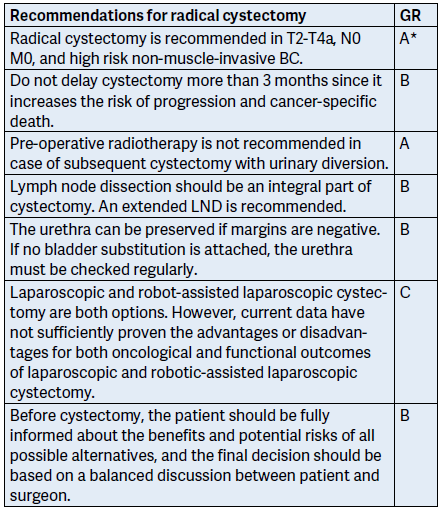 Recommendations for radical cystectomy GR
Radical cystectomy is recommended in T2-T4a, N0 A*
M0, and high risk non-muscle-invasive BC.
Do not delay cystectomy more than 3 months since it B
increases the risk of progression and cancer-specific
death.
Pre-operative radiotherapy is not recommended in A
case of subsequent cystectomy with urinary diversion.
Lymph node dissection should be an integral part of B
cystectomy. An extended LND is recommended.
The urethra can be preserved if margins are negative. B
If no bladder substitution is attached, the urethra
must be checked regularly.
Laparoscopic and robot-assisted laparoscopic cystec- C
tomy are both options. However, current data have
not sufficiently proven the advantages or disadvan-
tages for both oncological and functional outcomes
of laparoscopic and robotic-assisted laparoscopic
cystectomy.
Before cystectomy, the patient should be fully B
informed about the benefits and potential risks of all
possible alternatives, and the final decision should be
based on a balanced discussion between patient and
surgeon.